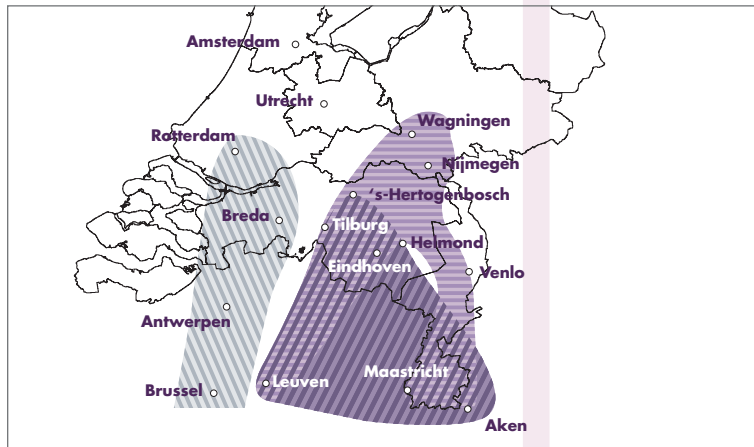 Amsterdam
Utrecht
Wagningen
Rotterdam
Nijmegen
's-Hertogenbosch
Breda
Tilburg
Helmond
Eindhoven
Venlo
Antwerpen
Maastricht
Leuven
Brussel
Aken